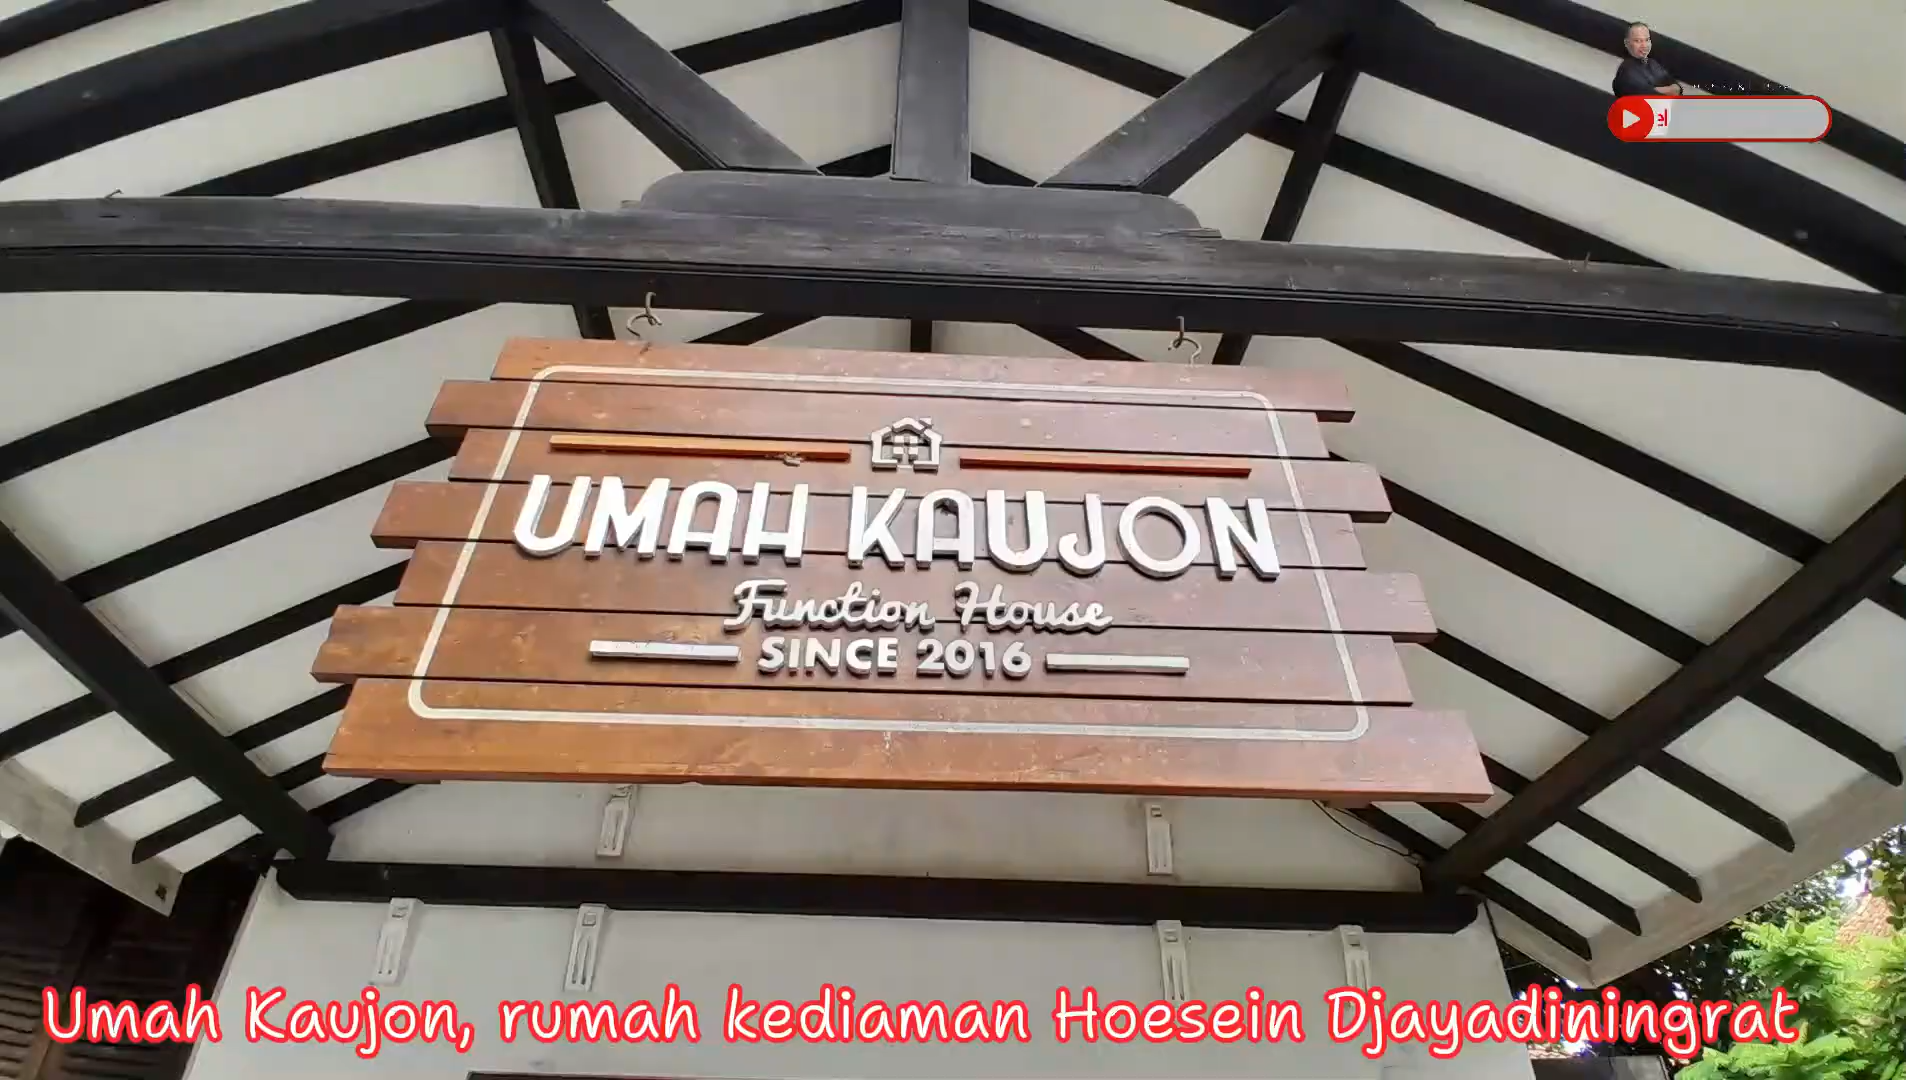 UMAH KAUJON
Function House
SINCE 2016
Umah Kaujon, rumah kediaman Hoesein Djayadiningrat